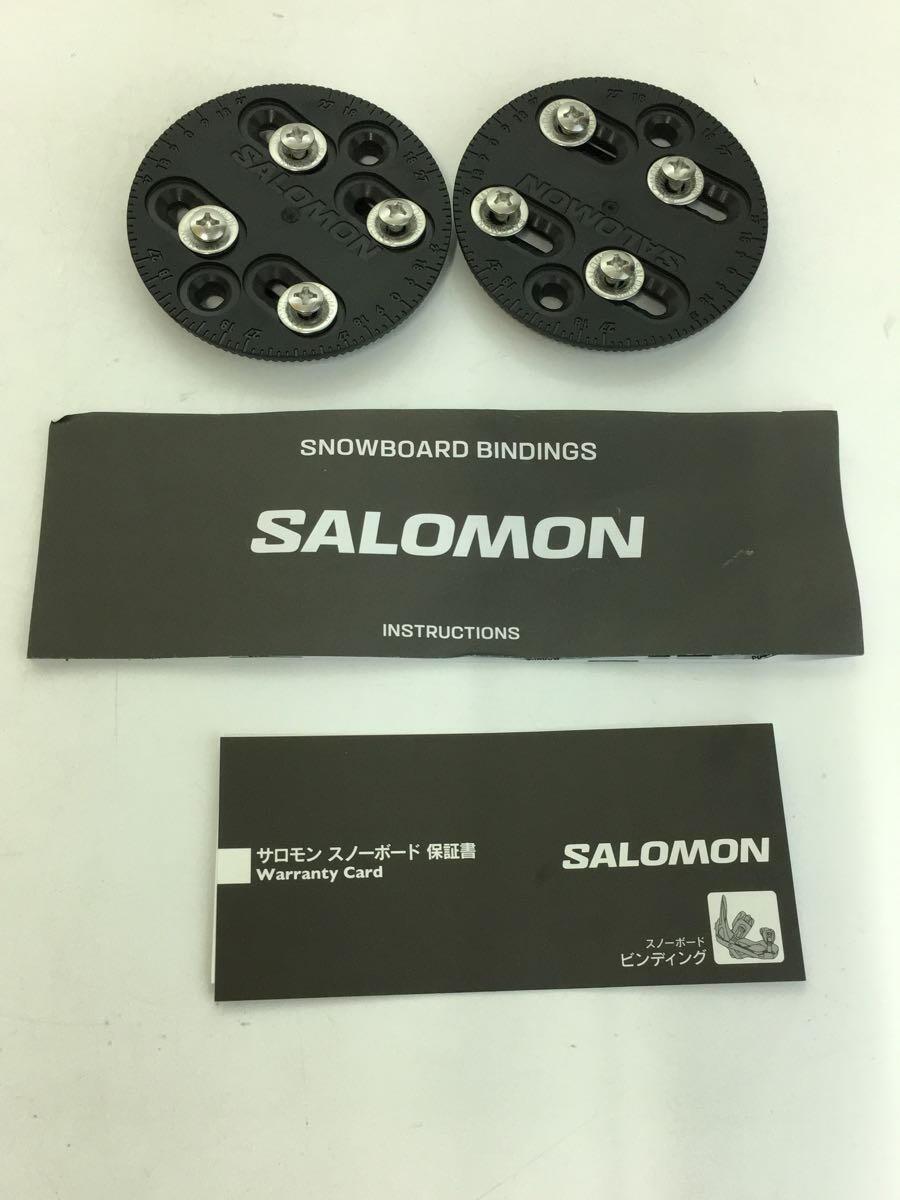 SALOMON
SALOMON
SNOWBOARD BINDINGS
SALOMON
INSTRUCTIONS
サロモン スノーボード 保証書
Warranty Card
SALOMON
スノーボード
ビンディング